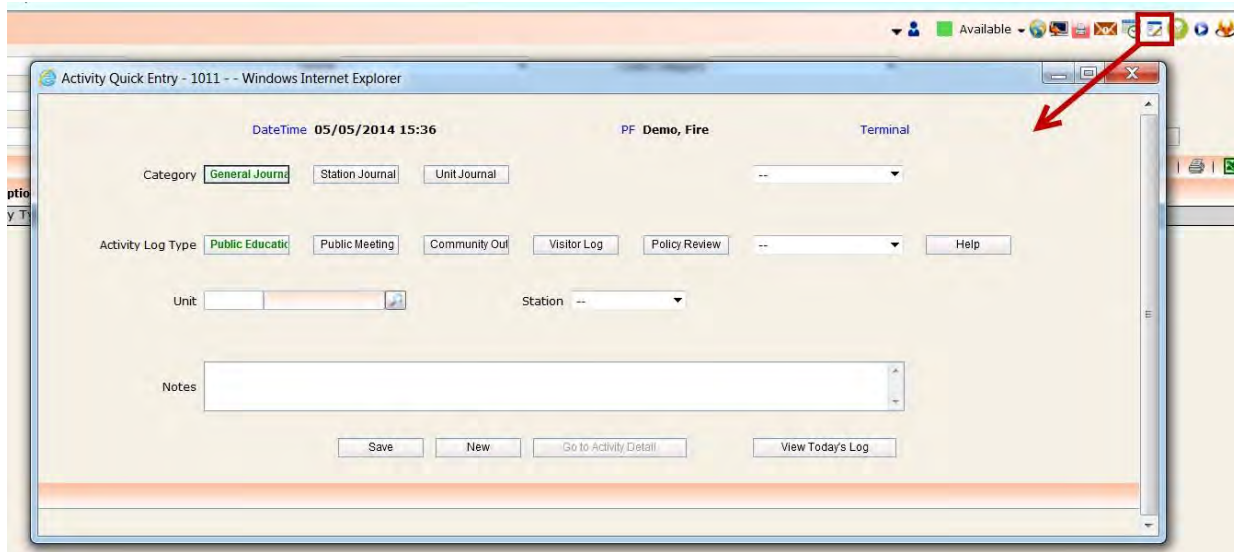 Available
Activity Quick Entry - 1011 - - Windows Internet Explorer
DateTime 05/05/2014 15:36 PF Demo, Fire Terminal
Category General Journa Station Journal Unit Journal --
ptio
y Ty
Activity Log Type Public Educatic Public Meeting Community Out Visitor Log Policy Review -- Help
Unit Station --
Notes
Save New Go to Activity Detail View Today's Log